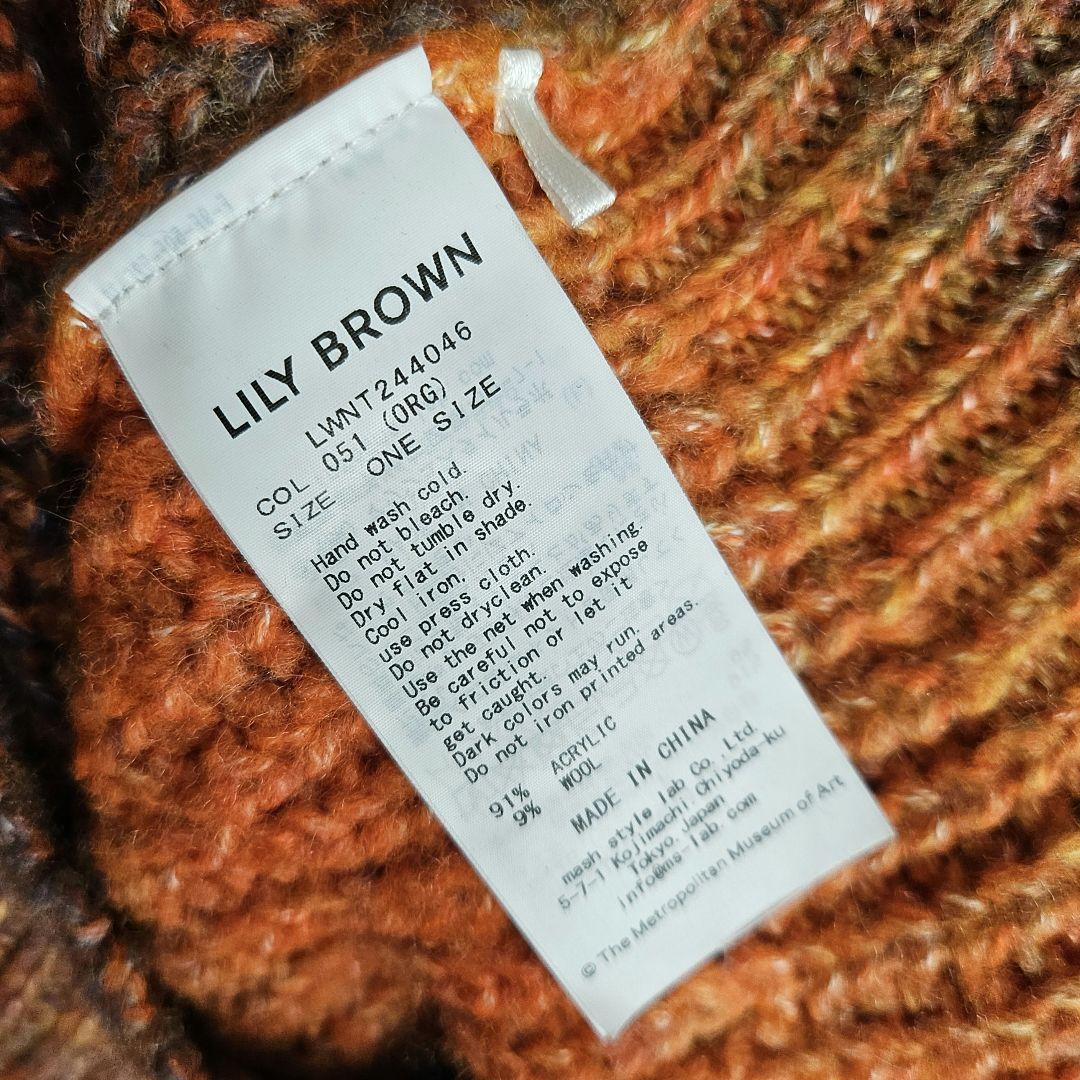 LILY BROWN
LWNT244046
COL 051 (ORG)
SIZE ONE SIZE
Hand wash cold.
Do not bleach.
Do not tumble dry.
Dry flat in shade.
Cool iron,
use press cloth.
Do not dryclean.
Use the net when washing.
Be careful not to expose
to friction or let it
get caught.
Dark colors may run.
Do not iron printed areas.
91% ACRYLIC
9% WOOL
MADE IN CHINA
mash style lab Co., Ltd.
5-7-1 Kojimachi Chiyoda-ku
Tokyo. Japan
info@ms-lab.com
© The Metropolitan Museum of Art